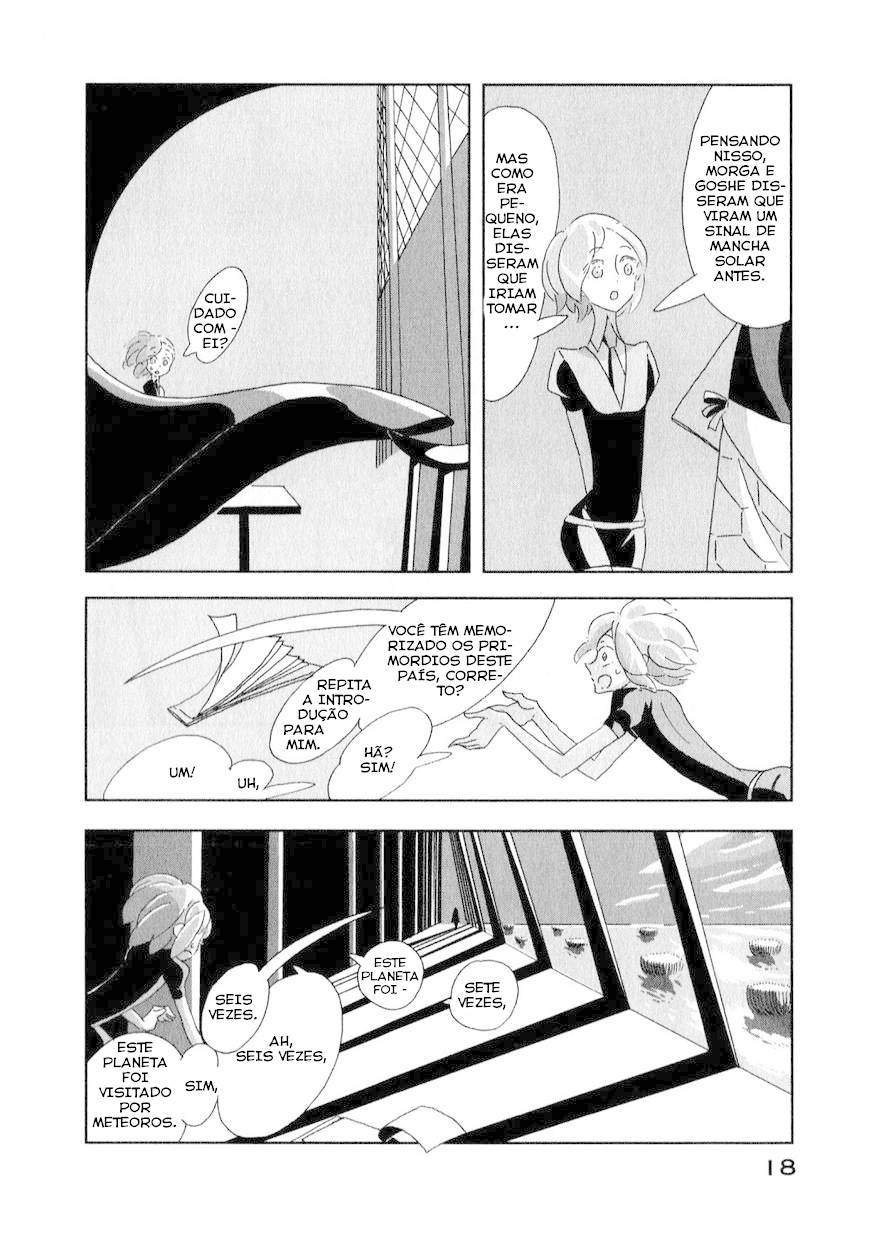 PENSANDO
NISSO,
MORGA E
GOSHE DIS-
SERAM QUE
VIRAM UM
SINAL DE
MANCHA
SOLAR
ANTES.
MAS
COMO
ERA
PE-
QUENO,
ELAS
DIS-
SERAM
QUE
IRIAM
TOMAR
...
CUI-
DADO
COM -
EI?
VOCÊ TÊM MEMO-
RIZADO OS PRI-
MORDIOS DESTE
PAÍS, CORRE-
TO?
HÃ?
SIM!
REPITA
A INTRO-
DUÇÃO
PARA
MIM.
UH,
UM!
ESTE
PLANETA
FOI -
SETE
VEZES,
SEIS
VEZES.
AH,
SEIS VEZES,
SIM,
ESTE
PLANETA
FOI
VISITADO
POR
METEOROS.
18